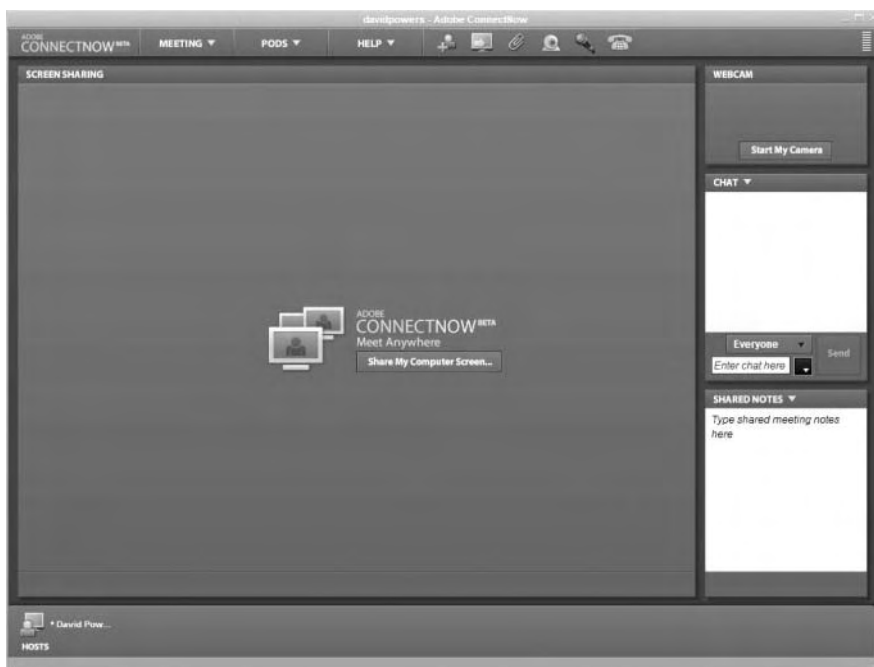 davidpowers - Adobe ConnectNow
ADOBE
CONNECTNOW BETA
MEETING
PODS
HELP
SCREEN SHARING
ADOBE
CONNECTNOW BETA
Meet Anywhere
Share My Computer Screen...
WEBCAM
Start My Camera
CHAT
Everyone
Send
Enter chat here
SHARED NOTES
Type shared meeting notes
here
* David Pow...
HOSTS